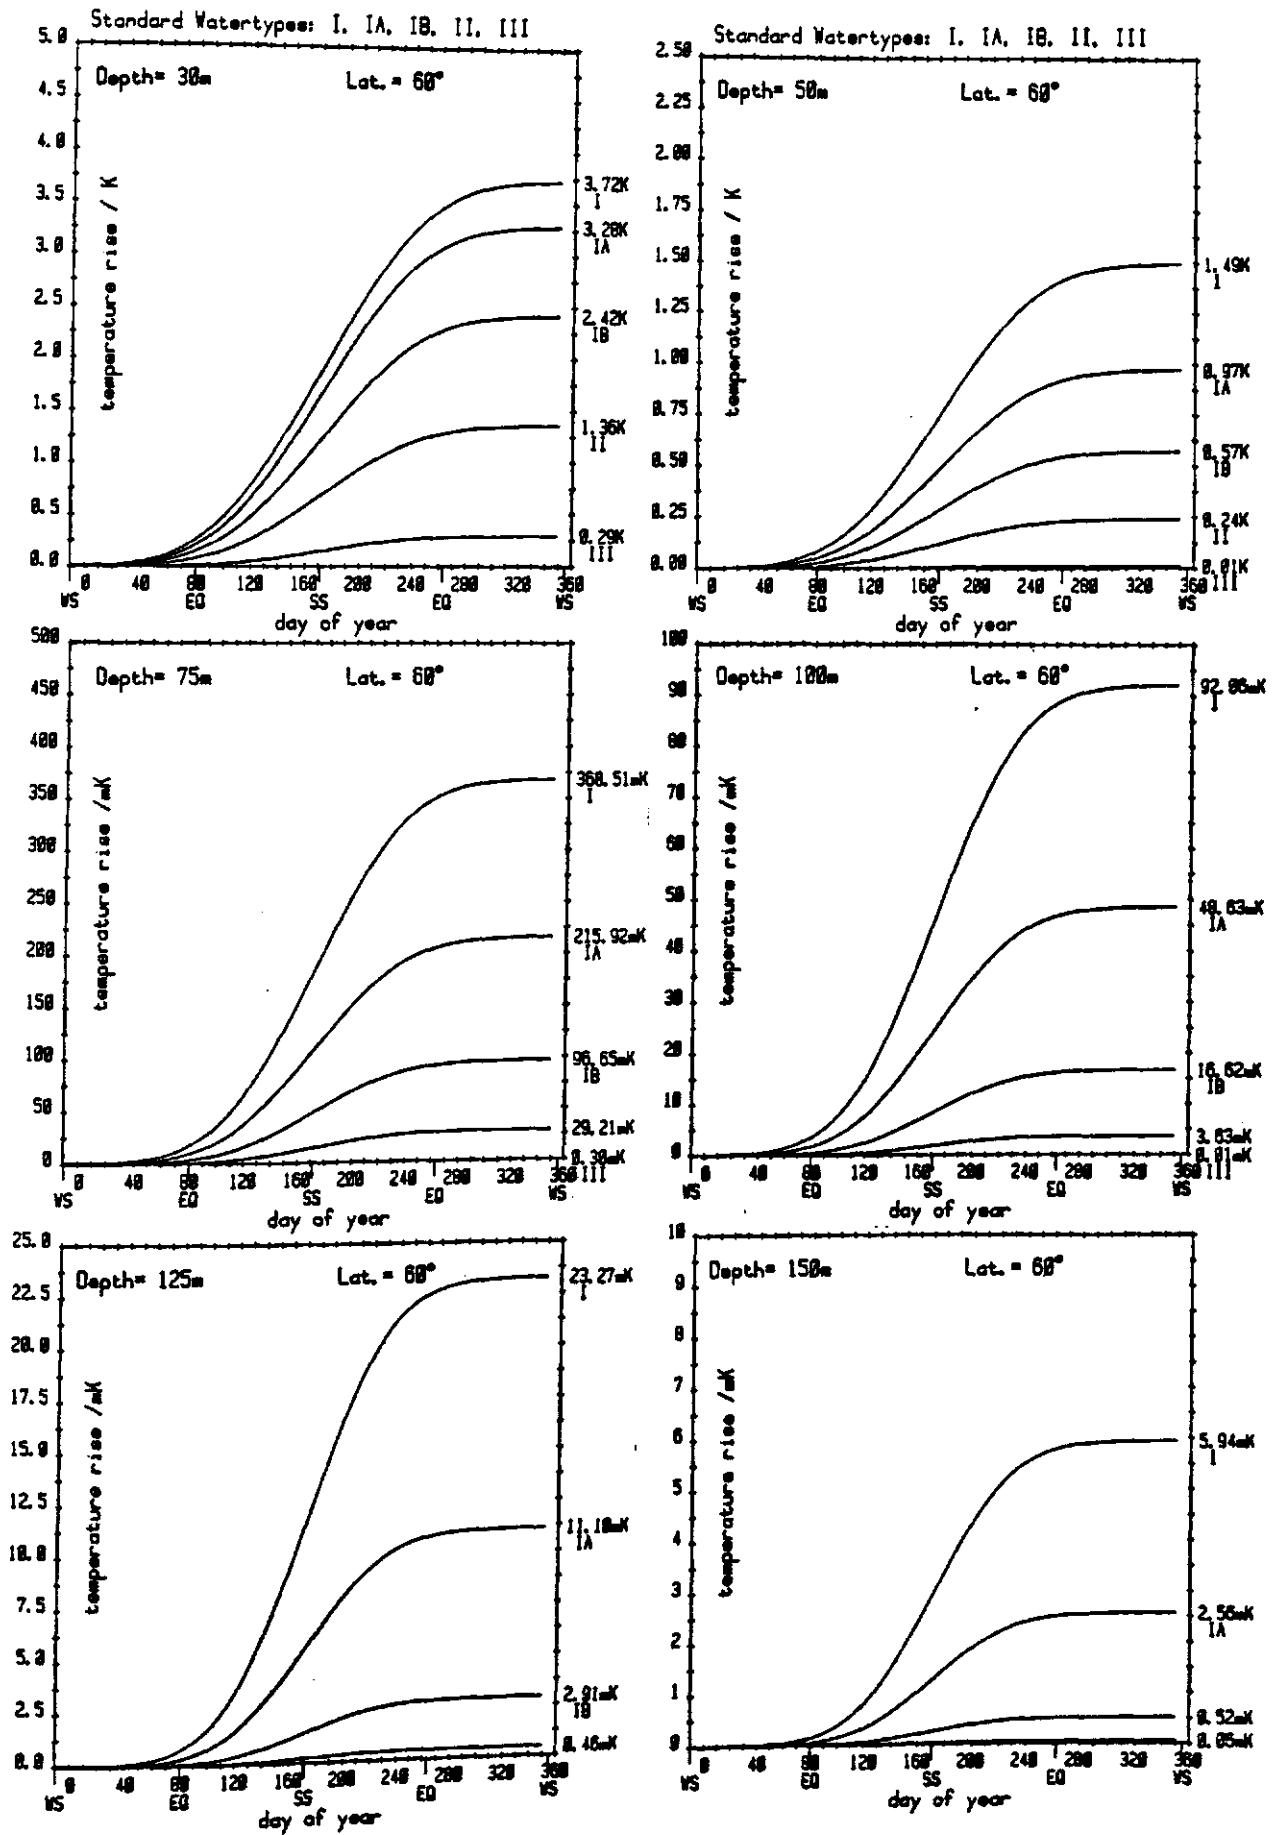 Standard Watertypes: I, IA, IB, II, III
Depth= 30m Lat. = 60°
5.0
4.5
4.0
3.5
3.0
2.5
2.0
1.5
1.0
0.5
0.0
temperature rise / K
3.72K
I
3.28K
IA
2.42K
IB
1.36K
II
0.29K
III
0 40 80 120 160 200 240 280 320 360
WS EQ SS EQ WS
day of year
Standard Watertypes: I, IA, IB, II, III
Depth= 50m Lat. = 60°
2.50
2.25
2.00
1.75
1.50
1.25
1.00
0.75
0.50
0.25
0.00
temperature rise / K
1.49K
I
0.97K
IA
0.57K
IB
0.24K
II
0.01K
III
0 40 80 120 160 200 240 280 320 360
WS EQ SS EQ WS
day of year
Depth= 75m Lat. = 60°
500
450
400
350
300
250
200
150
100
50
0
temperature rise /mK
368.51mK
I
215.92mK
IA
96.65mK
IB
29.21mK
0.30mK
III
0 40 80 120 160 200 240 280 320 360
WS EQ SS EQ WS
day of year
Depth= 100m Lat. = 60°
100
90
80
70
60
50
40
30
20
10
0
temperature rise /mK
92.06mK
I
48.63mK
IA
16.62mK
IB
3.63mK
0.01mK
III
0 40 80 120 160 200 240 280 320 360
WS EQ SS EQ WS
day of year
Depth= 125m Lat. = 60°
25.0
22.5
20.0
17.5
15.0
12.5
10.0
7.5
5.0
2.5
0.0
temperature rise /mK
23.27mK
I
11.10mK
IA
2.91mK
IB
0.46mK
0 40 80 120 160 200 240 280 320 360
WS EQ SS EQ WS
day of year
Depth= 150m Lat. = 60°
10
9
8
7
6
5
4
3
2
1
0
temperature rise /mK
5.94mK
I
2.56mK
IA
0.52mK
0.05mK
0 40 80 120 160 200 240 280 320 360
WS EQ SS EQ WS
day of year